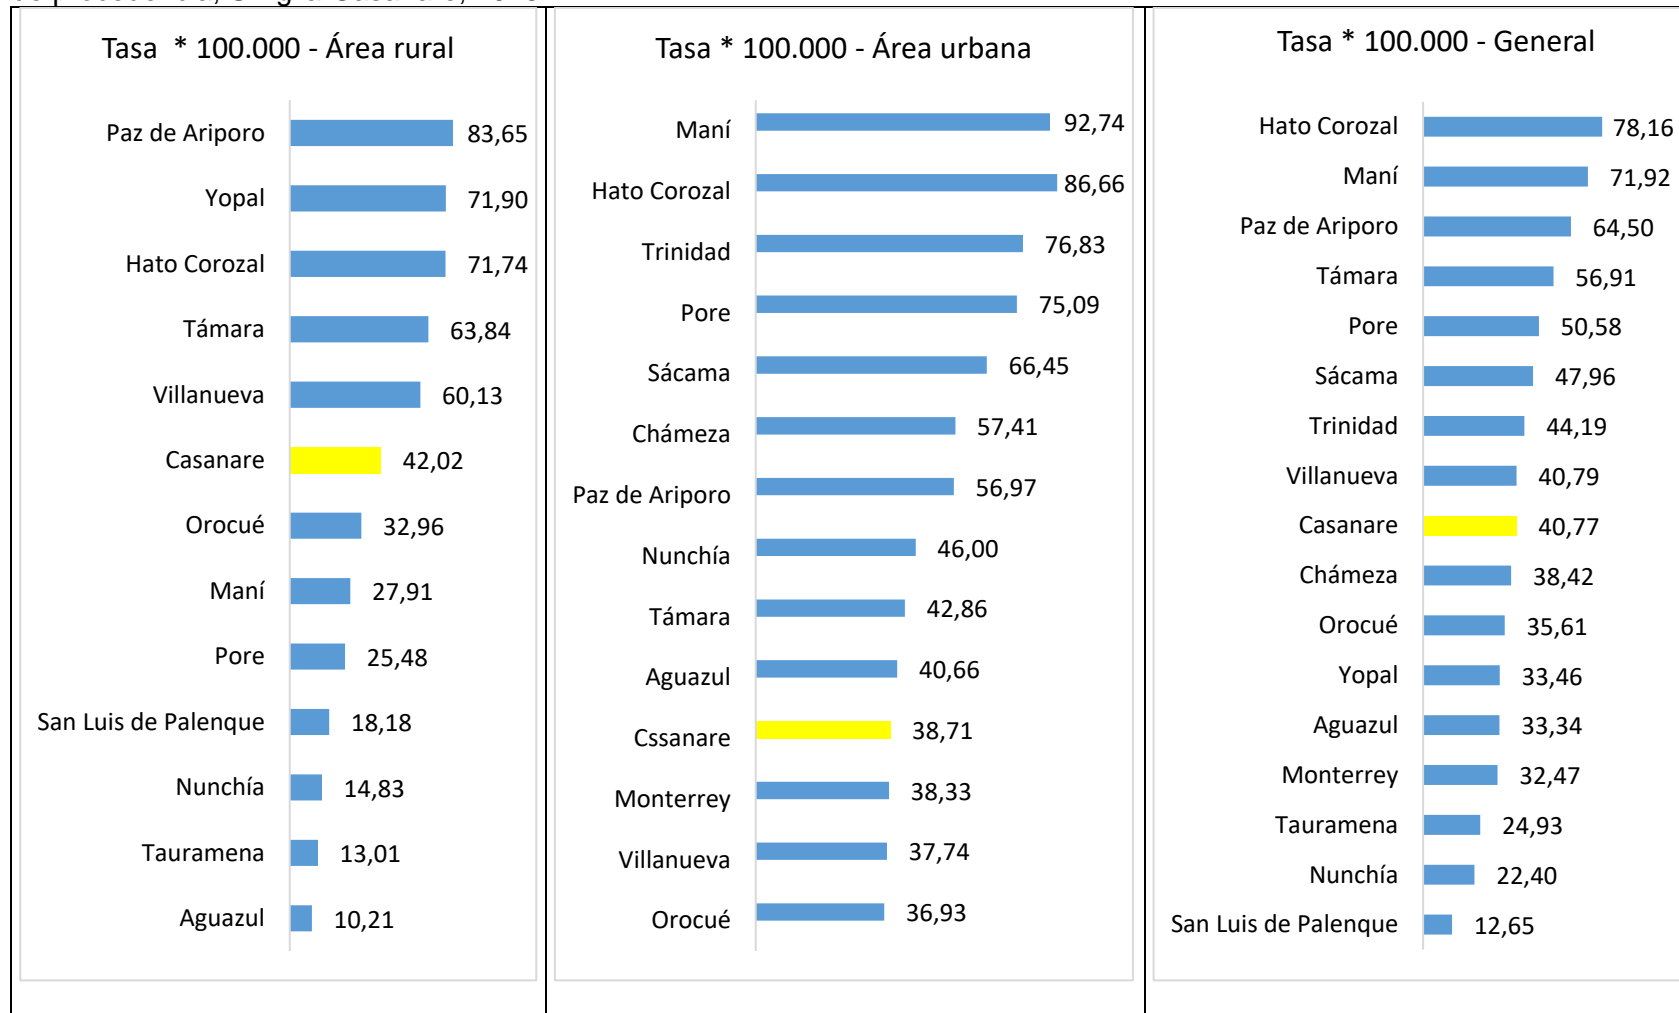 Tasa * 100.000 - Área rural
Paz de Ariporo 83,65
Yopal 71,90
Hato Corozal 71,74
Támara 63,84
Villanueva 60,13
Casanare 42,02
Orocué 32,96
Maní 27,91
Pore 25,48
San Luis de Palenque 18,18
Nunchía 14,83
Tauramena 13,01
Aguazul 10,21
Tasa * 100.000 - Área urbana
Maní 92,74
Hato Corozal 86,66
Trinidad 76,83
Pore 75,09
Sácama 66,45
Chámeza 57,41
Paz de Ariporo 56,97
Nunchía 46,00
Támara 42,86
Aguazul 40,66
Cssanare 38,71
Monterrey 38,33
Villanueva 37,74
Orocué 36,93
Tasa * 100.000 - General
Hato Corozal 78,16
Maní 71,92
Paz de Ariporo 64,50
Támara 56,91
Pore 50,58
Sácama 47,96
Trinidad 44,19
Villanueva 40,79
Casanare 40,77
Chámeza 38,42
Orocué 35,61
Yopal 33,46
Aguazul 33,34
Monterrey 32,47
Tauramena 24,93
Nunchía 22,40
San Luis de Palenque 12,65